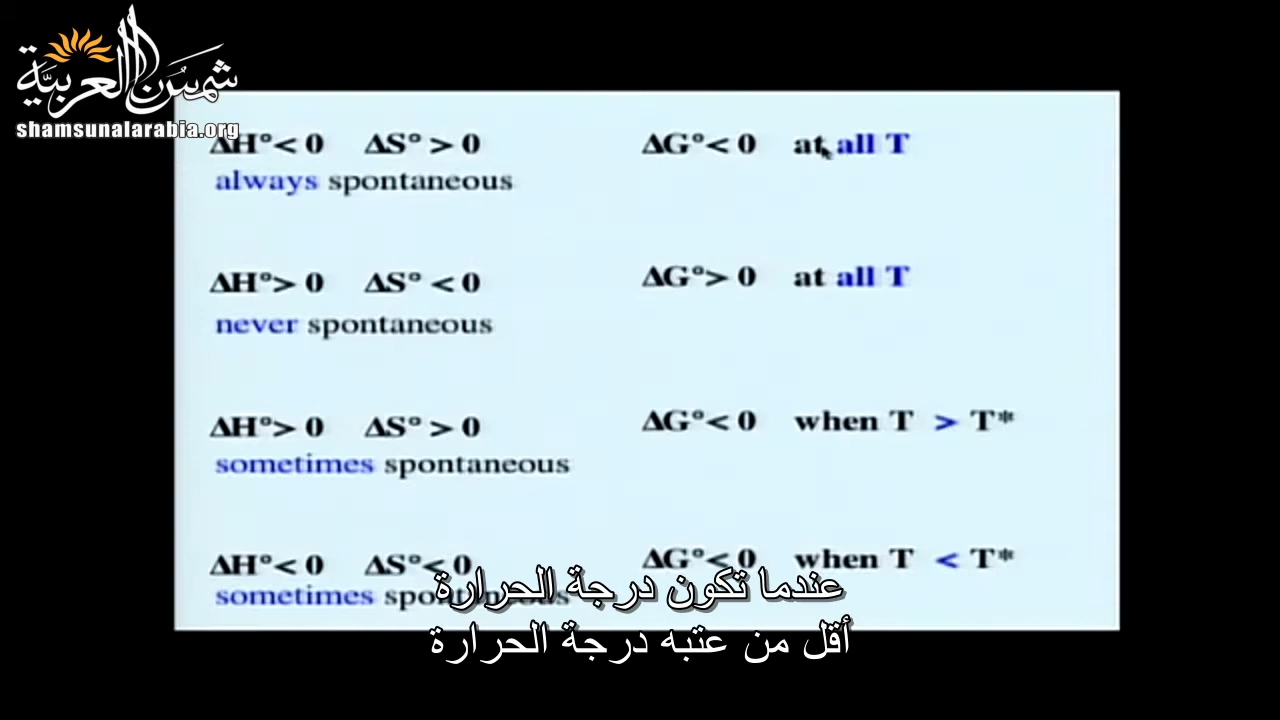 شمس العربية
shamsunalarabia.org
ΔH°< 0 ΔS° > 0 ΔG°< 0 at all T
always spontaneous
ΔH°> 0 ΔS° < 0 ΔG°> 0 at all T
never spontaneous
ΔH°> 0 ΔS° > 0 ΔG°< 0 when T > T*
sometimes spontaneous
ΔH°< 0 ΔS°< 0 ΔG°< 0 when T < T*
sometimes spontaneous
عندما تكون درجة الحرارة
أقل من عتبه درجة الحرارة